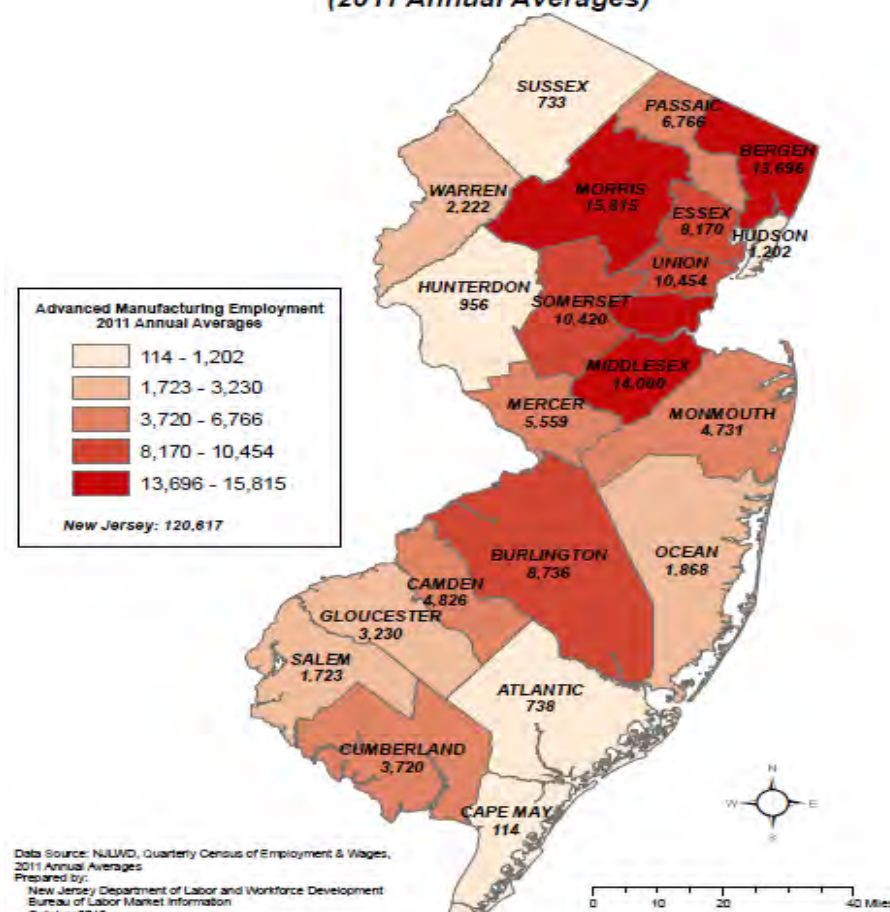 (2011 Annual Averages)
SUSSEX
733
PASSAIC
6,766
BERGEN
13,696
WARREN
2,222
MORRIS
15,815
ESSEX
8,170
HUDSON
1,202
UNION
10,454
HUNTERDON
956
SOMERSET
10,420
Advanced Manufacturing Employment
2011 Annual Averages
114 - 1,202
1,723 - 3,230
3,720 - 6,766
8,170 - 10,454
13,696 - 15,815
New Jersey: 120,617
MIDDLESEX
14,000
MERCER
5,559
MONMOUTH
4,731
BURLINGTON
8,736
OCEAN
1,868
CAMDEN
4,826
GLOUCESTER
3,230
SALEM
1,723
ATLANTIC
738
CUMBERLAND
3,720
CAPE MAY
114
N
W E
S
Data Source: NJLWD, Quarterly Census of Employment & Wages,
2011 Annual Averages
Prepared by:
New Jersey Department of Labor and Workforce Development
Bureau of Labor Market Information
0 10 20 40 Miles